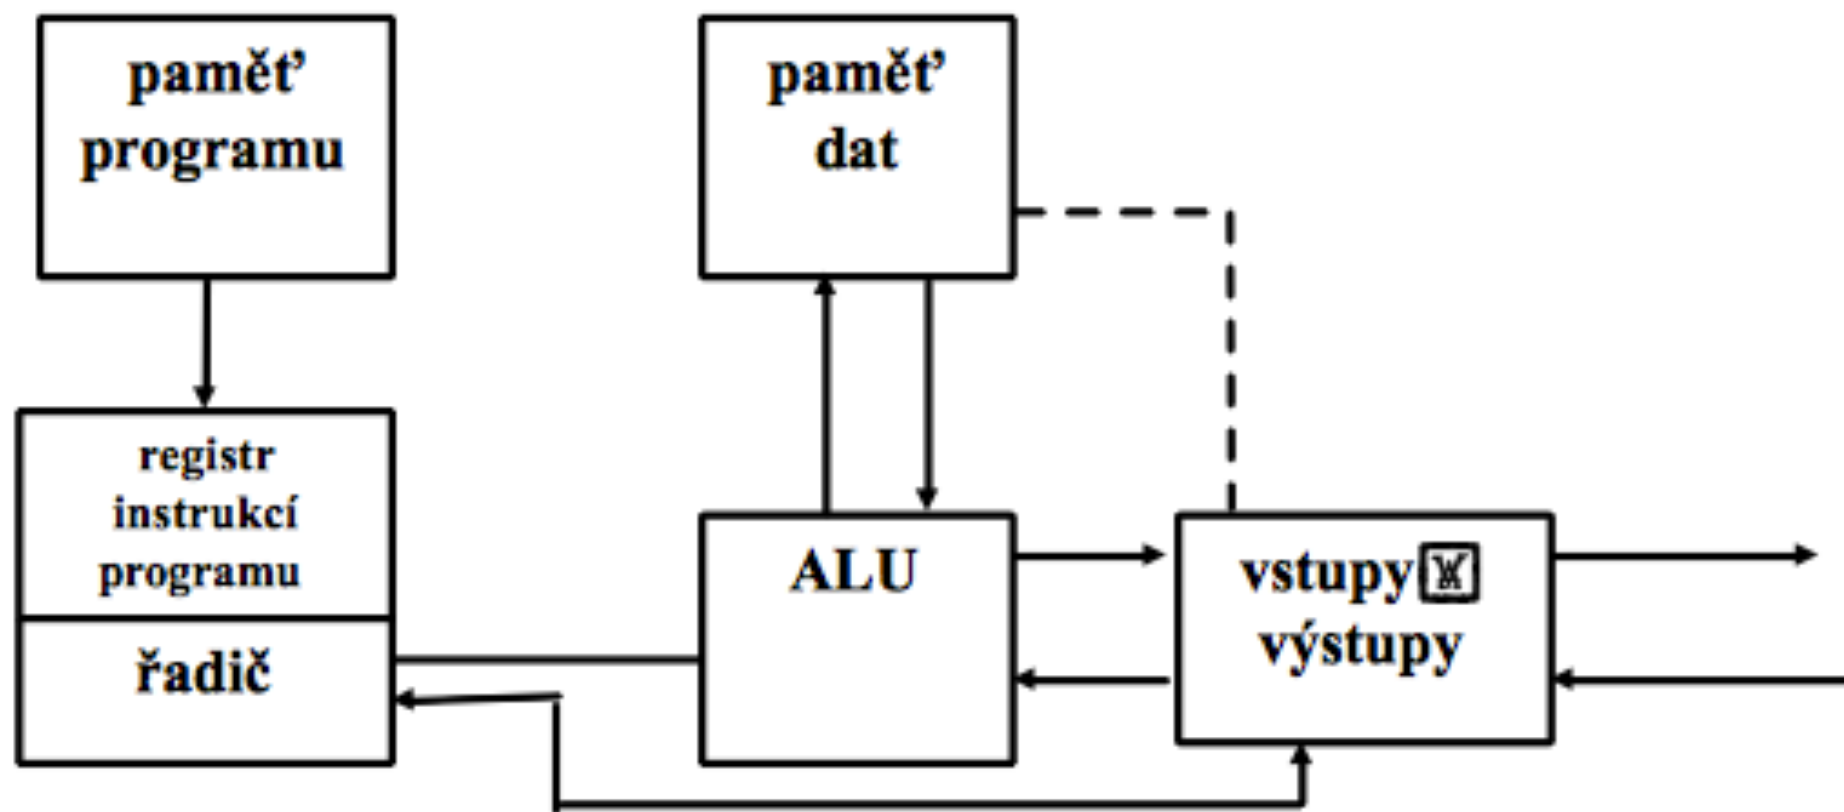 paměť
programu
paměť
dat
registr
instrukcí
programu
řadič
ALU
vstupy
výstupy